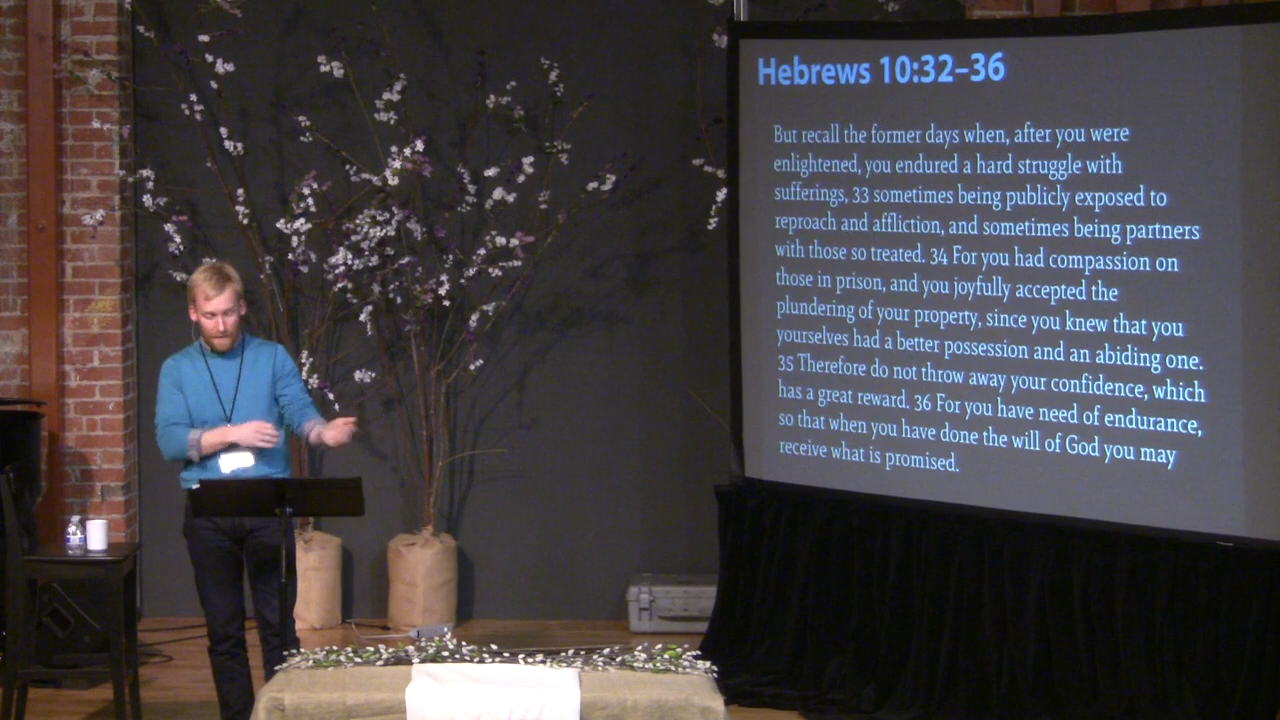 Hebrews 10:32–36
But recall the former days when, after you were
enlightened, you endured a hard struggle with
sufferings, 33 sometimes being publicly exposed to
reproach and affliction, and sometimes being partners
with those so treated. 34 For you had compassion on
those in prison, and you joyfully accepted the
plundering of your property, since you knew that you
yourselves had a better possession and an abiding one.
35 Therefore do not throw away your confidence, which
has a great reward. 36 For you have need of endurance,
so that when you have done the will of God you may
receive what is promised.